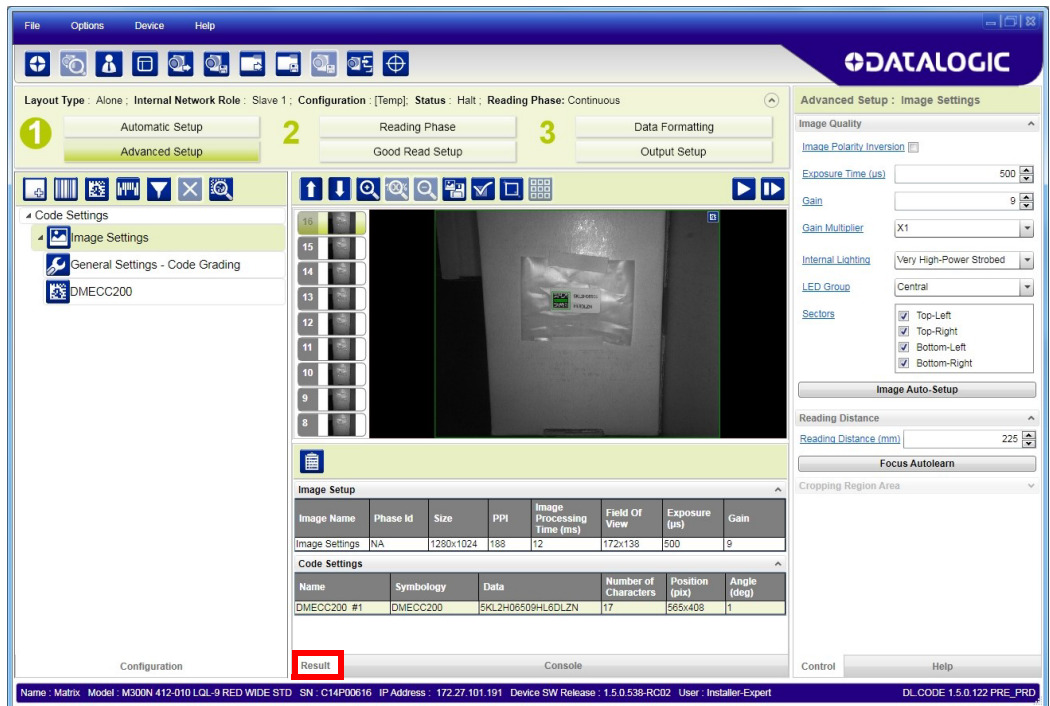 File Options Device Help
DATALOGIC
Layout Type : Alone ; Internal Network Role : Slave 1 ; Configuration : [Temp]; Status : Halt ; Reading Phase: Continuous
1 Automatic Setup 2 Reading Phase 3 Data Formatting
Advanced Setup Good Read Setup Output Setup
Code Settings
Image Settings
General Settings - Code Grading
DMECC200
Configuration
16
15
14
13
12
11
10
9
8
Image Setup
Image Name Phase Id Size PPI Image Processing Time (ms) Field Of View Exposure (µs) Gain
Image Settings NA 1280x1024 188 12 172x138 500 9
Code Settings
Name Symbology Data Number of Characters Position (pix) Angle (deg)
DMECC200 #1 DMECC200 5KL2H06509HL6DLZN 17 565x408 1
Result Console
Advanced Setup : Image Settings
Image Quality
Image Polarity Inversion
Exposure Time (µs) 500
Gain 9
Gain Multiplier X1
Internal Lighting Very High-Power Strobed
LED Group Central
Sectors Top-Left
Top-Right
Bottom-Left
Bottom-Right
Image Auto-Setup
Reading Distance
Reading Distance (mm) 225
Focus Autolearn
Cropping Region Area
Control Help
Name : Matrix Model : M300N 412-010 LQL-9 RED WIDE STD SN : C14P00616 IP Address : 172.27.101.191 Device SW Release : 1.5.0.538-RC02 User : Installer-Expert DL.CODE 1.5.0.122 PRE_PRD